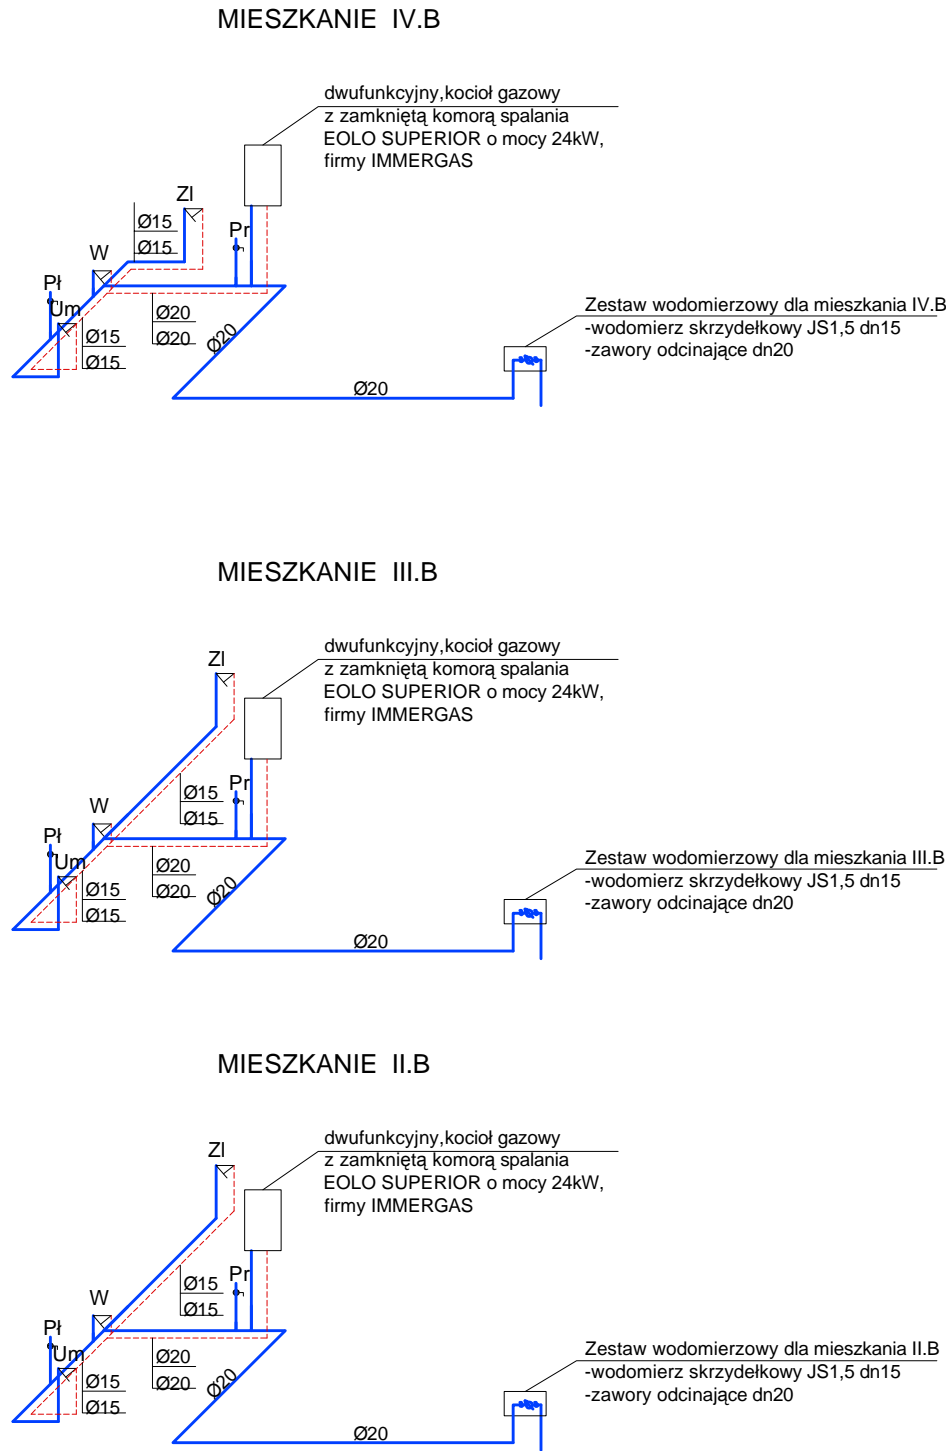 MIESZKANIE IV.B
dwufunkcyjny,kocioł gazowy
z zamkniętą komorą spalania
EOLO SUPERIOR o mocy 24kW,
firmy IMMERGAS
Zl
Ø15
Ø15
Pr
W
Pł
Um
Ø15
Ø15
Ø20
Ø20
Ø20
Ø20
Zestaw wodomierzowy dla mieszkania IV.B
-wodomierz skrzydełkowy JS1,5 dn15
-zawory odcinające dn20
MIESZKANIE III.B
dwufunkcyjny,kocioł gazowy
z zamkniętą komorą spalania
EOLO SUPERIOR o mocy 24kW,
firmy IMMERGAS
Zl
Ø15
Ø15
Pr
W
Pł
Um
Ø15
Ø15
Ø20
Ø20
Ø20
Ø20
Zestaw wodomierzowy dla mieszkania III.B
-wodomierz skrzydełkowy JS1,5 dn15
-zawory odcinające dn20
MIESZKANIE II.B
dwufunkcyjny,kocioł gazowy
z zamkniętą komorą spalania
EOLO SUPERIOR o mocy 24kW,
firmy IMMERGAS
Zl
Ø15
Ø15
Pr
W
Pł
Um
Ø15
Ø15
Ø20
Ø20
Ø20
Ø20
Zestaw wodomierzowy dla mieszkania II.B
-wodomierz skrzydełkowy JS1,5 dn15
-zawory odcinające dn20